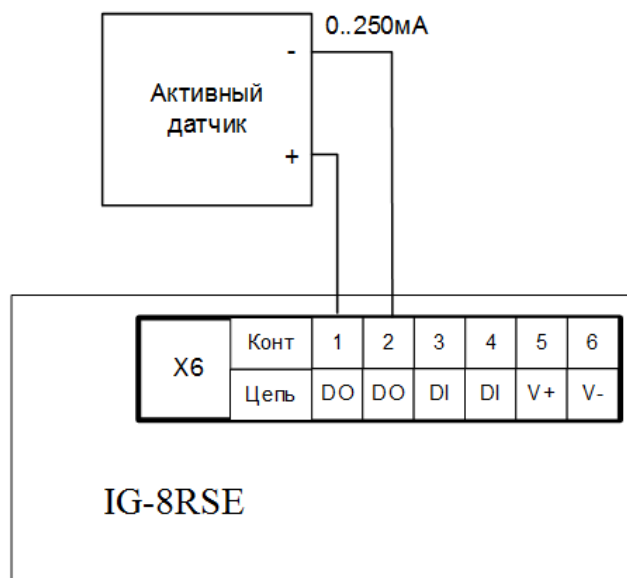 0..250мА
-
Активный
датчик
+
X6 Конт 1 2 3 4 5 6
Цепь DO DO DI DI V+ V-
IG-8RSE